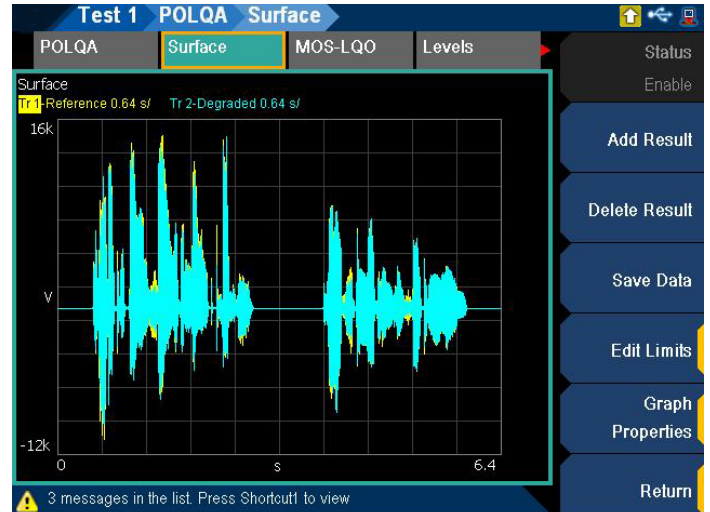 Test 1 POLQA Surface
POLQA Surface MOS-LQO Levels
Surface
Tr 1-Reference 0.64 s/ Tr 2-Degraded 0.64 s/
16k
V
-12k
0 s 6.4
3 messages in the list. Press Shortcut1 to view
Status
Enable
Add Result
Delete Result
Save Data
Edit Limits
Graph
Properties
Return